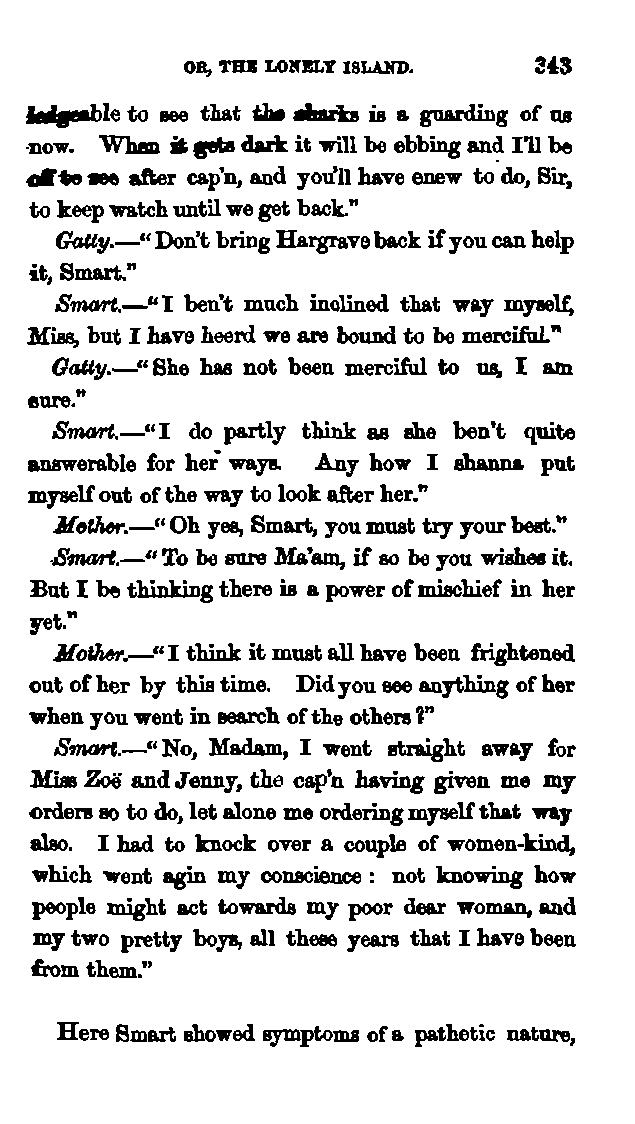 OR, THE LONELY ISLAND. 343
ledgeable to see that the sharks is a guarding of us
now. When it gets dark it will be ebbing and I'll be
off to see after cap'n, and you'll have enew to do, Sir,
to keep watch until we get back."
Gatty.—"Don't bring Hargrave back if you can help
it, Smart."
Smart.—"I ben't much inclined that way myself,
Miss, but I have heerd we are bound to be merciful."
Gatty.—"She has not been merciful to us, I am
sure."
Smart.—"I do partly think as she ben't quite
answerable for her ways. Any how I shanna put
myself out of the way to look after her."
Mother.—"Oh yes, Smart, you must try your best."
Smart.—"To be sure Ma'am, if so be you wishes it.
But I be thinking there is a power of mischief in her
yet."
Mother.—"I think it must all have been frightened
out of her by this time. Did you see anything of her
when you went in search of the others?"
Smart.—"No, Madam, I went straight away for
Miss Zoë and Jenny, the cap'n having given me my
orders so to do, let alone me ordering myself that way
also. I had to knock over a couple of women-kind,
which went agin my conscience: not knowing how
people might act towards my poor dear woman, and
my two pretty boys, all these years that I have been
from them."
Here Smart showed symptoms of a pathetic nature,